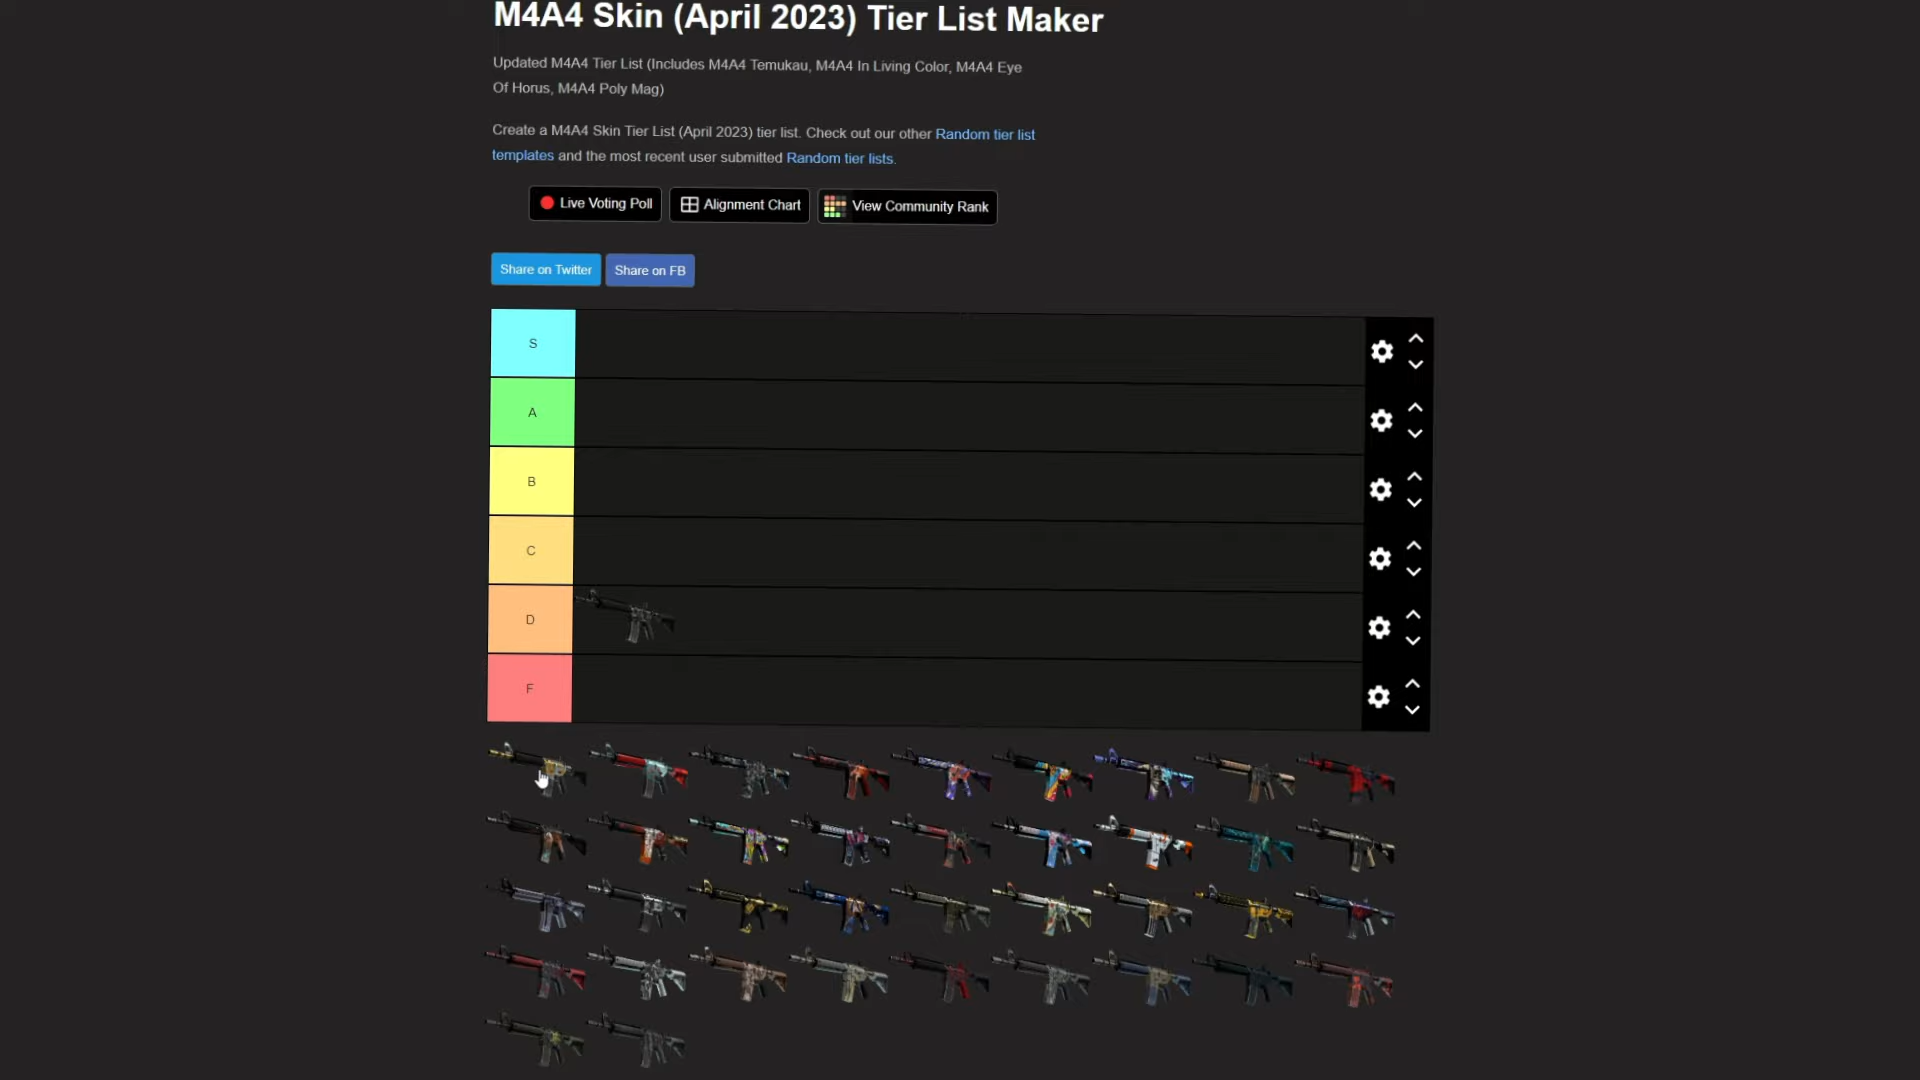 M4A4 Skin (April 2023) Tier List Maker
Updated M4A4 Tier List (Includes M4A4 Temukau, M4A4 In Living Color, M4A4 Eye
Of Horus, M4A4 Poly Mag)
Create a M4A4 Skin Tier List (April 2023) tier list. Check out our other Random tier list
templates and the most recent user submitted Random tier lists.
Live Voting Poll
Alignment Chart
View Community Rank
Share on Twitter
Share on FB
S
A
B
C
D
F